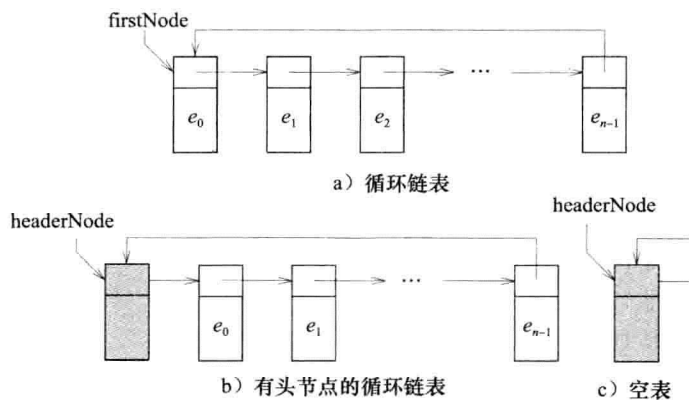 firstNode
e₀ e₁ e₂ ··· eₙ₋₁
a）循环链表
headerNode headerNode
e₀ e₁ ··· eₙ₋₁
b）有头节点的循环链表 c）空表